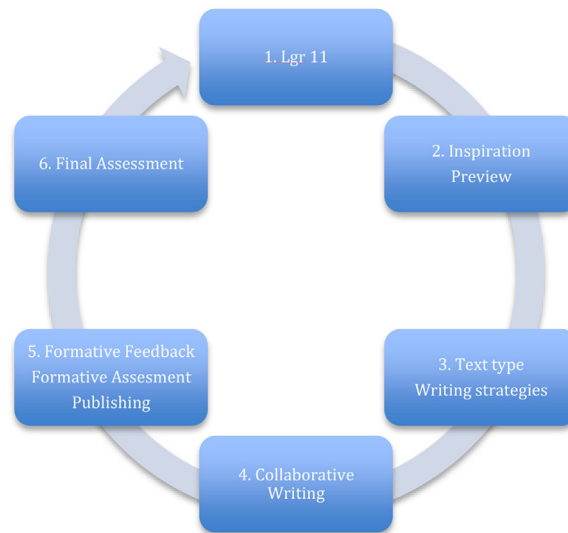 1. Lgr 11
2. Inspiration
Preview
3. Text type
Writing strategies
4. Collaborative
Writing
5. Formative Feedback
Formative Assesment
Publishing
6. Final Assessment